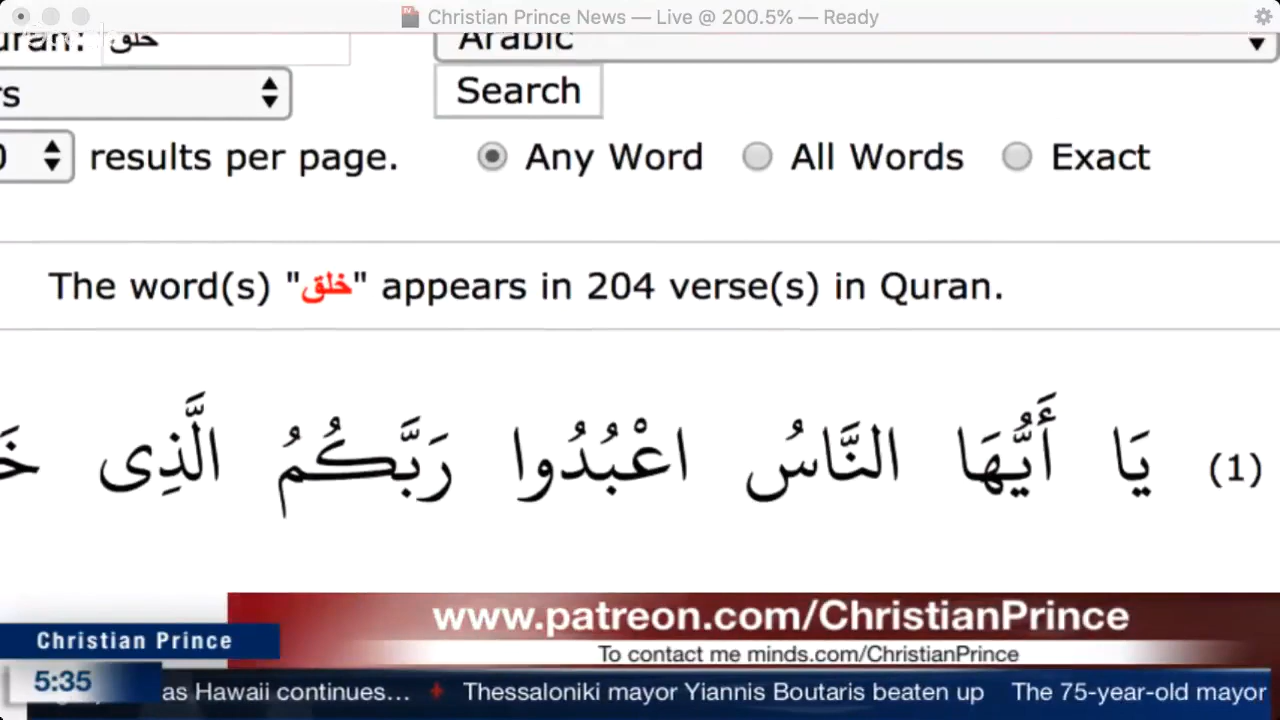 Christian Prince News — Live @ 200.5% — Ready
خلق
Arabic
Search
results per page.
Any Word
All Words
Exact
The word(s) "خلق" appears in 204 verse(s) in Quran.
(1) يَا أَيُّهَا النَّاسُ اعْبُدُوا رَبَّكُمُ الَّذِى
www.patreon.com/ChristianPrince
To contact me minds.com/ChristianPrince
Christian Prince
5:35
as Hawaii continues... Thessaloniki mayor Yiannis Boutaris beaten up The 75-year-old mayor